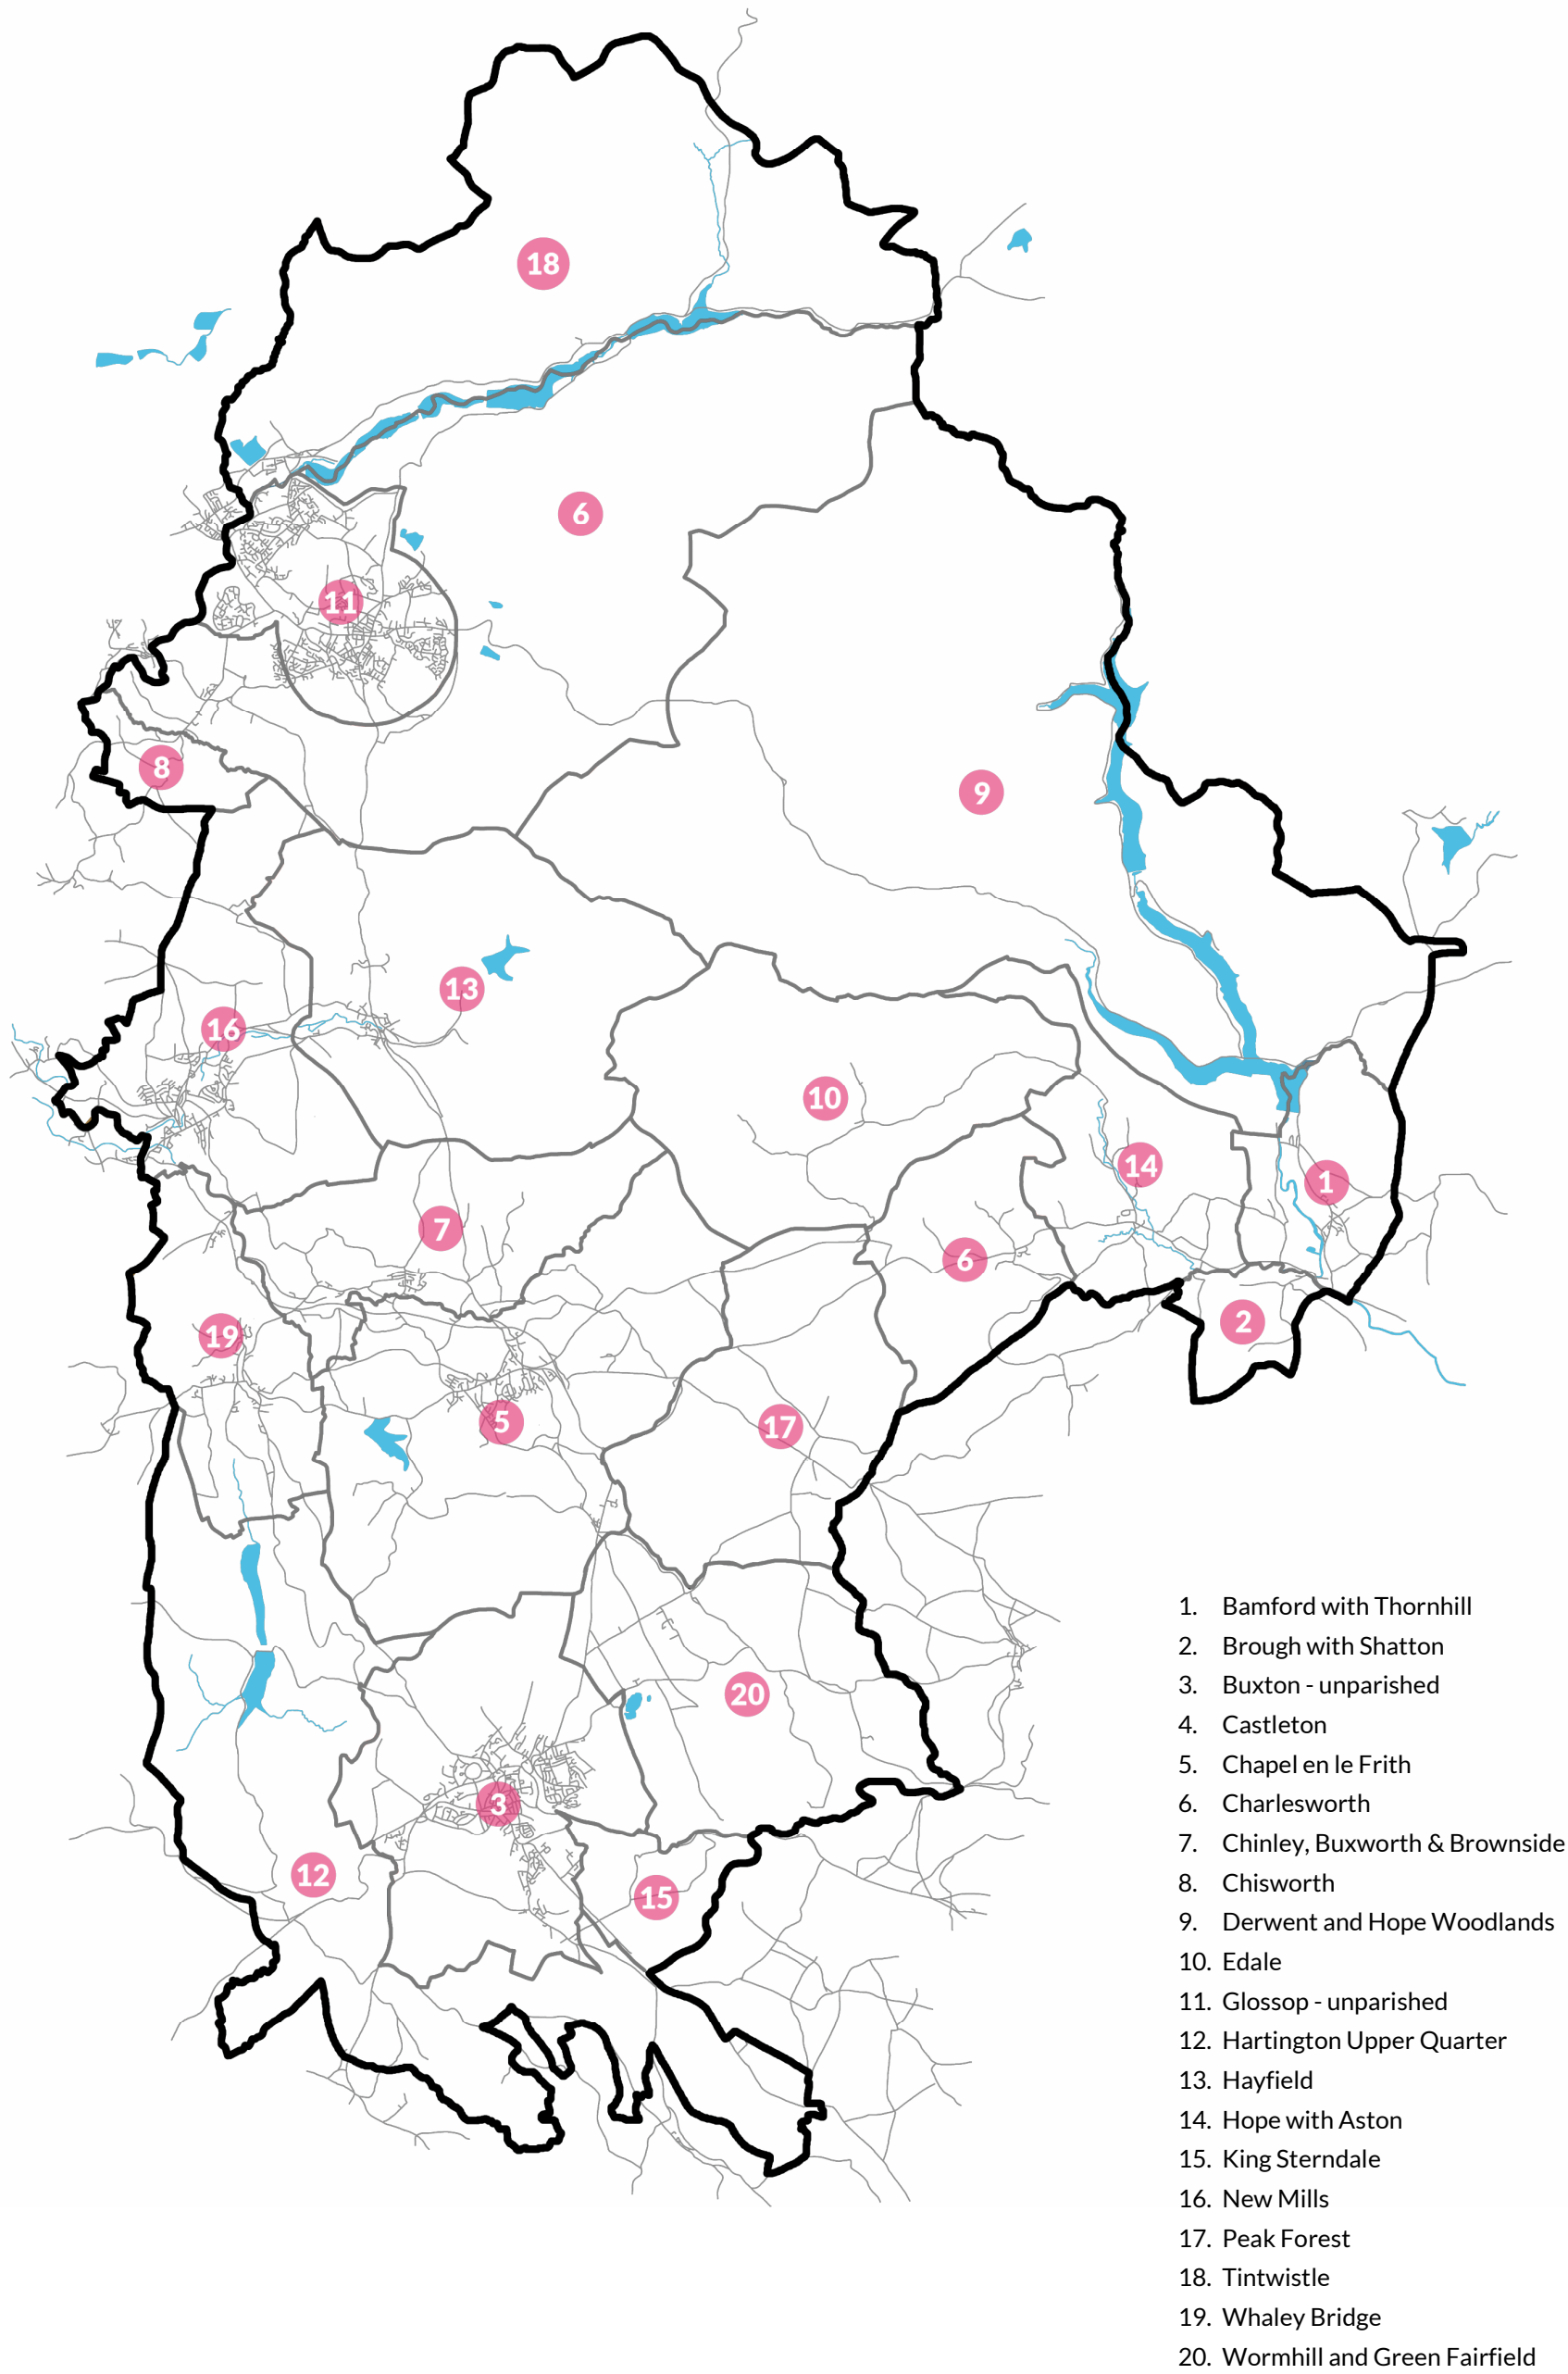 18
6
11
8
9
13
16
10
14
1
7
6
2
19
5
17
20
3
12
15
1. Bamford with Thornhill
2. Brough with Shatton
3. Buxton - unparished
4. Castleton
5. Chapel en le Frith
6. Charlesworth
7. Chinley, Buxworth & Brownside
8. Chisworth
9. Derwent and Hope Woodlands
10. Edale
11. Glossop - unparished
12. Hartington Upper Quarter
13. Hayfield
14. Hope with Aston
15. King Sterndale
16. New Mills
17. Peak Forest
18. Tintwistle
19. Whaley Bridge
20. Wormhill and Green Fairfield